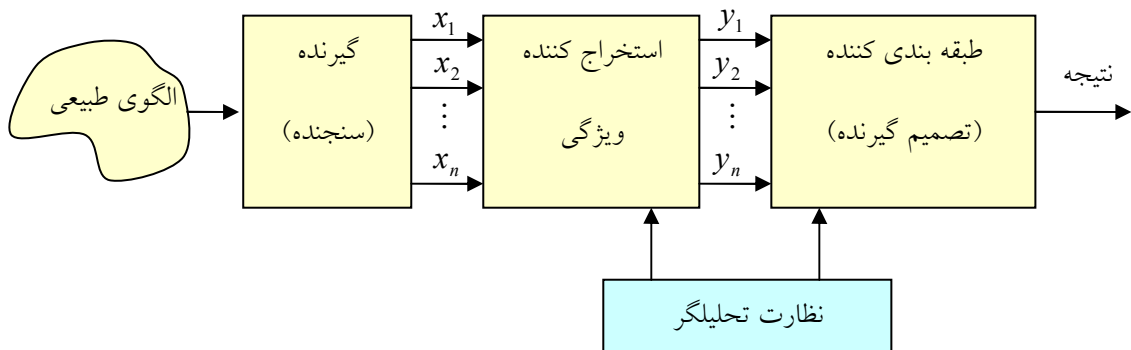 الگوی طبیعی
گیرنده
(سنجنده)
x₁
x₂
⋮
xₙ
استخراج کننده
ویژگی
y₁
y₂
⋮
yₙ
طبقه بندی کننده
(تصمیم گیرنده)
نتیجه
نظارت تحلیلگر